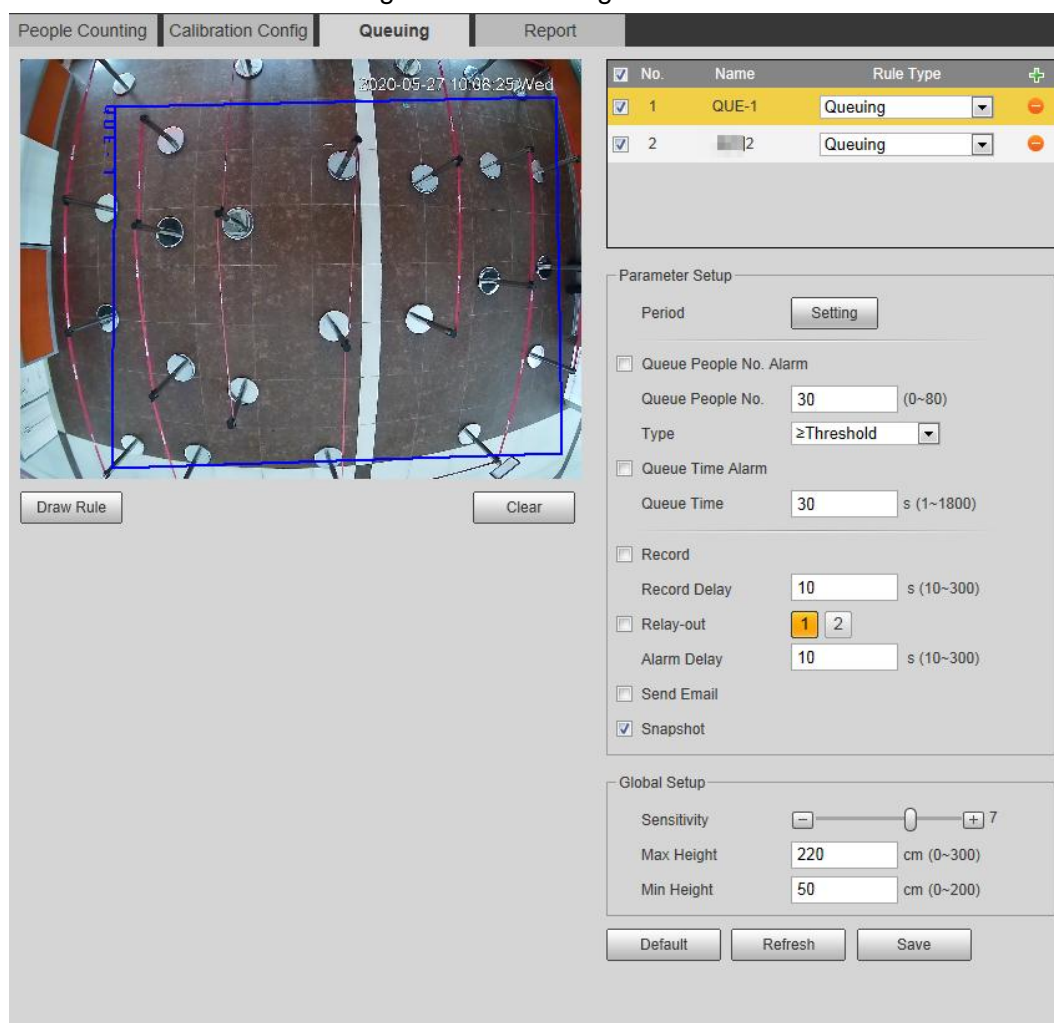 People Counting Calibration Config Queuing Report
2020-05-27 10:08:25 Wed
QUE-1
No. Name Rule Type
1 QUE-1 Queuing
2 2 Queuing
Parameter Setup
Period Setting
Queue People No. Alarm
Queue People No. 30 (0~80)
Type ≥Threshold
Queue Time Alarm
Queue Time 30 s (1~1800)
Record
Record Delay 10 s (10~300)
Relay-out 1 2
Alarm Delay 10 s (10~300)
Send Email
Snapshot
Draw Rule Clear
Global Setup
Sensitivity 7
Max Height 220 cm (0~300)
Min Height 50 cm (0~200)
Default Refresh Save